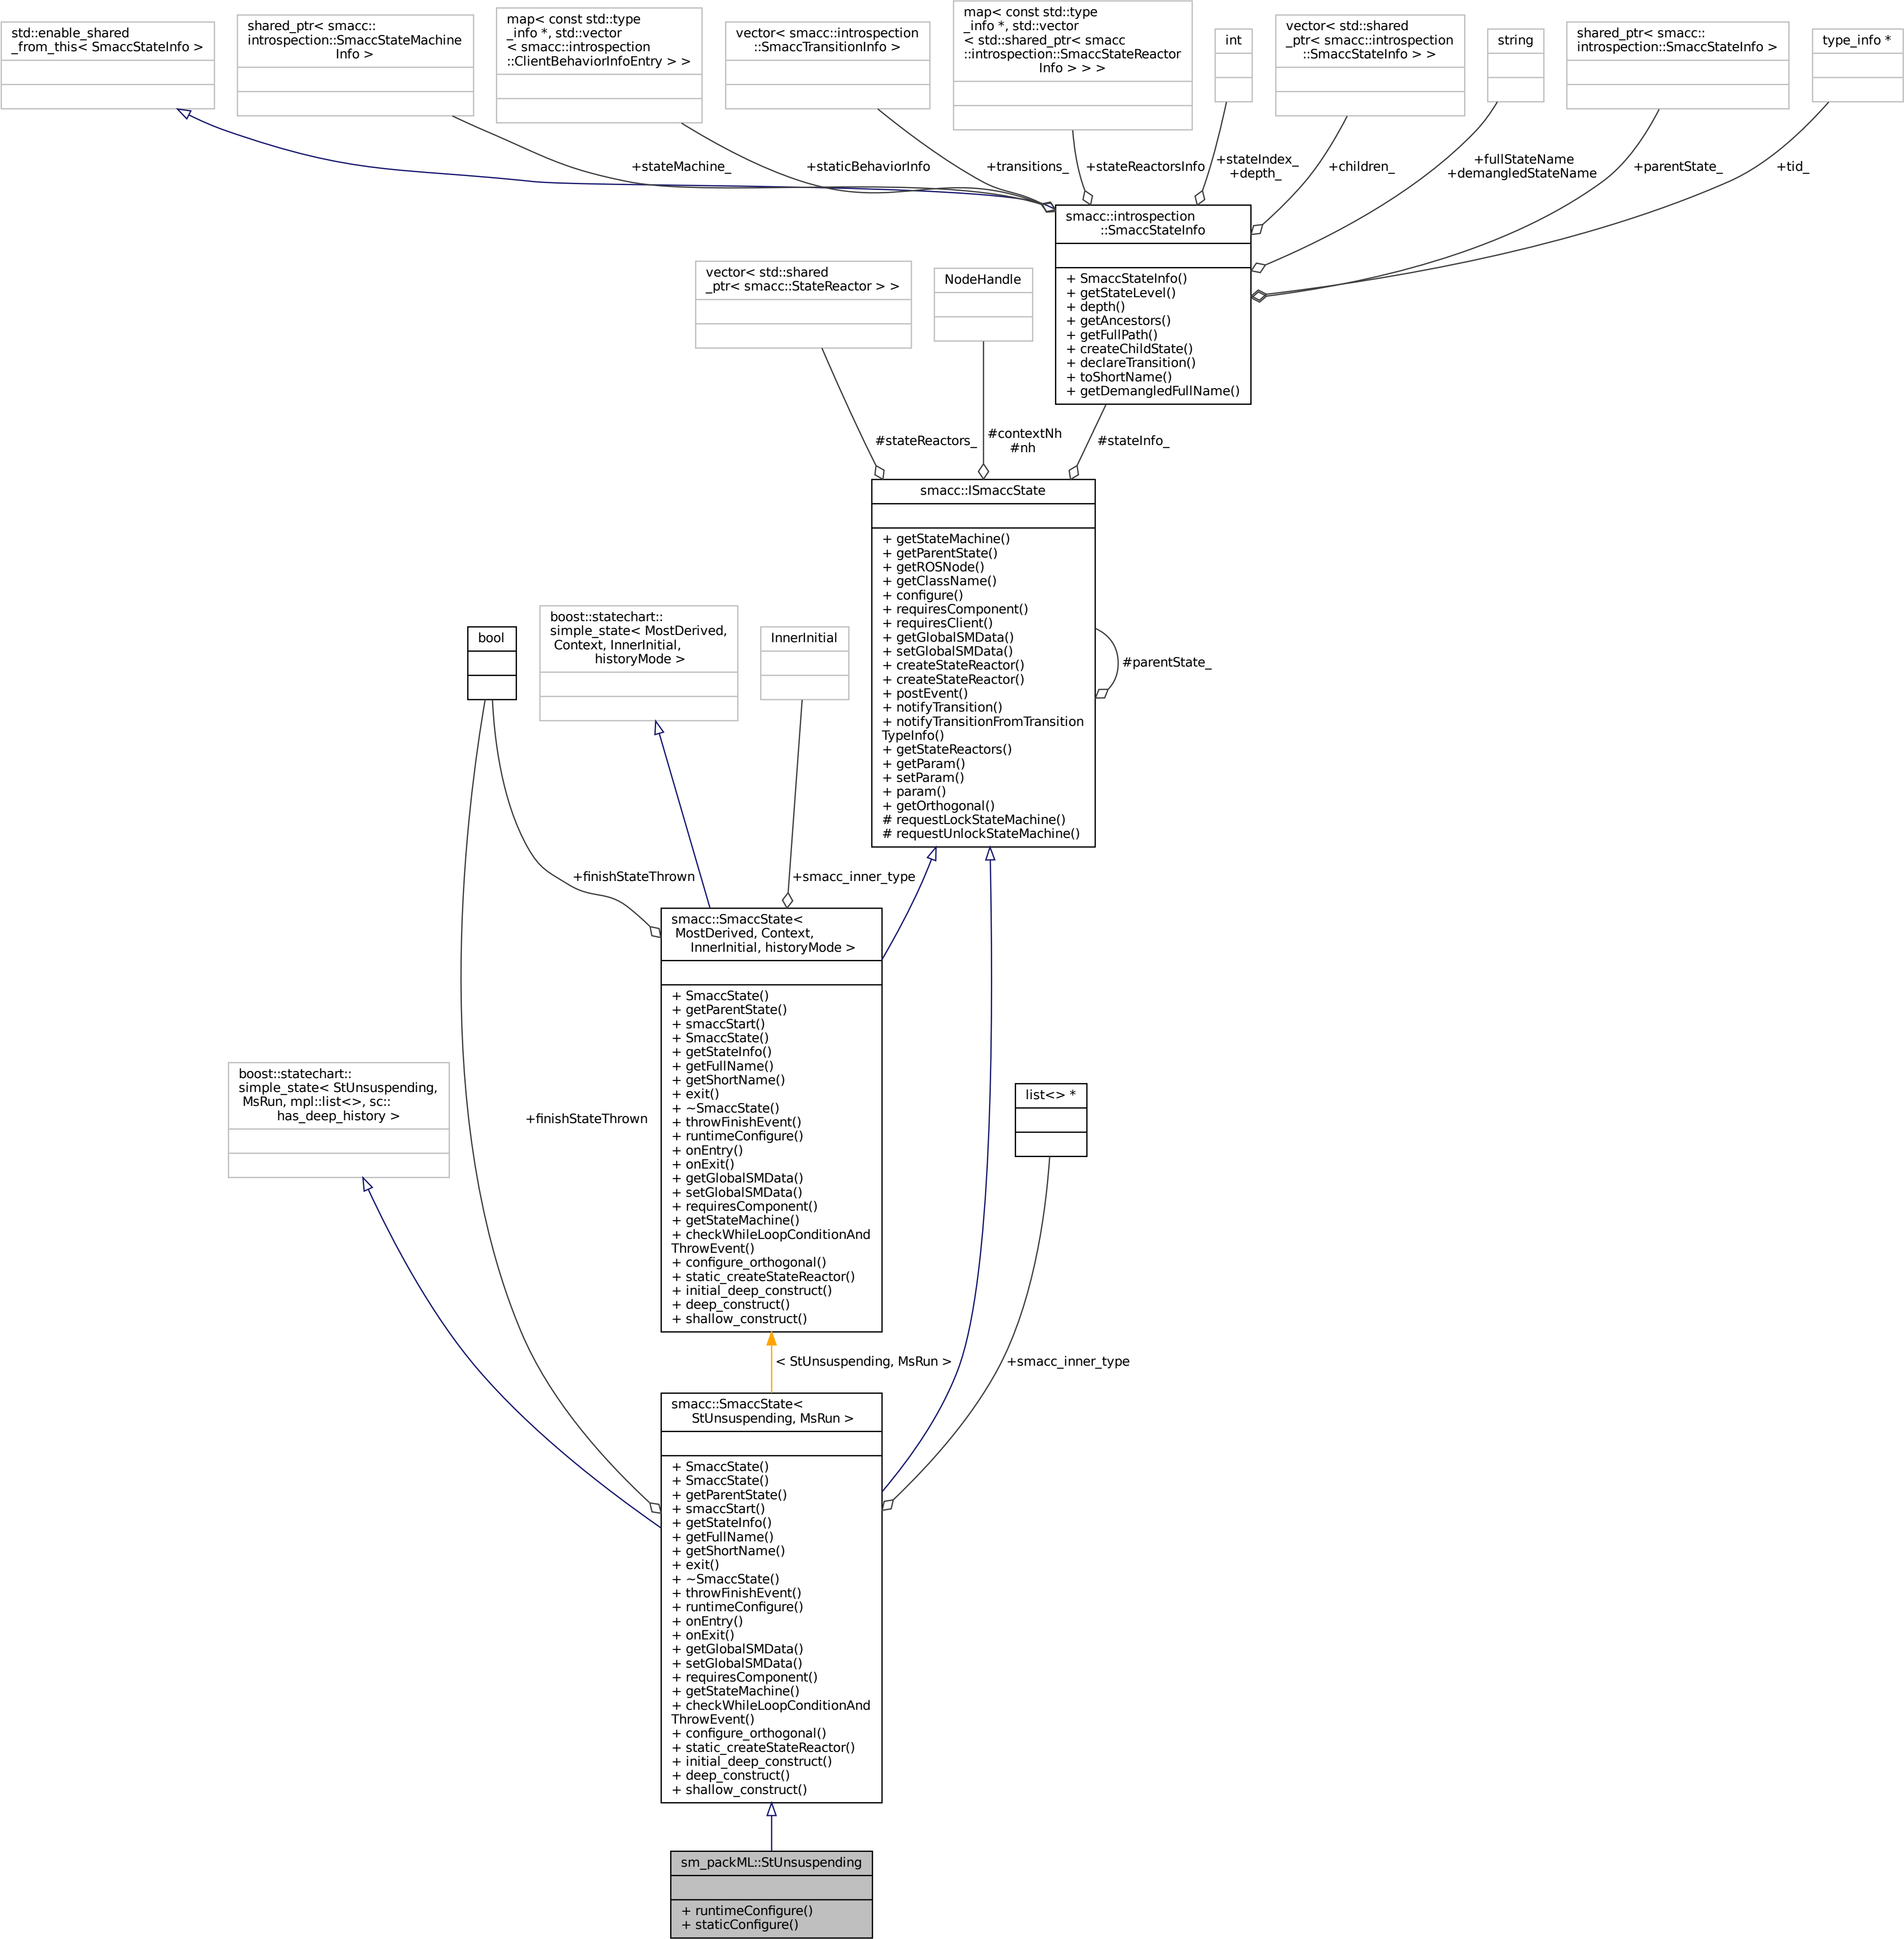 std::enable_shared
_from_this< SmaccStateInfo >
shared_ptr< smacc::
introspection::SmaccStateMachine
Info >
map< const std::type
_info *, std::vector
< smacc::introspection
::ClientBehaviorInfoEntry > >
vector< smacc::introspection
::SmaccTransitionInfo >
map< const std::type
_info *, std::vector
< std::shared_ptr< smacc
::introspection::SmaccStateReactor
Info > > >
int
vector< std::shared
_ptr< smacc::introspection
::SmaccStateInfo > >
string
shared_ptr< smacc::
introspection::SmaccStateInfo >
type_info *
+stateMachine_
+staticBehaviorInfo
+transitions_
+stateReactorsInfo
+stateIndex_
+depth_
+children_
+fullStateName
+demangledStateName
+parentState_
+tid_
smacc::introspection
::SmaccStateInfo
+ SmaccStateInfo()
+ getStateLevel()
+ depth()
+ getAncestors()
+ getFullPath()
+ createChildState()
+ declareTransition()
+ toShortName()
+ getDemangledFullName()
vector< std::shared
_ptr< smacc::StateReactor > >
NodeHandle
#stateReactors_
#contextNh
#nh
#stateInfo_
smacc::ISmaccState
+ getStateMachine()
+ getParentState()
+ getROSNode()
+ getClassName()
+ configure()
+ requiresComponent()
+ requiresClient()
+ getGlobalSMData()
+ setGlobalSMData()
+ createStateReactor()
+ createStateReactor()
+ postEvent()
+ notifyTransition()
+ notifyTransitionFromTransition
TypeInfo()
+ getStateReactors()
+ getParam()
+ setParam()
+ param()
+ getOrthogonal()
# requestLockStateMachine()
# requestUnlockStateMachine()
#parentState_
bool
boost::statechart::
simple_state< MostDerived,
Context, InnerInitial,
historyMode >
InnerInitial
+finishStateThrown
+smacc_inner_type
smacc::SmaccState<
MostDerived, Context,
InnerInitial, historyMode >
+ SmaccState()
+ getParentState()
+ smaccStart()
+ SmaccState()
+ getStateInfo()
+ getFullName()
+ getShortName()
+ exit()
+ ~SmaccState()
+ throwFinishEvent()
+ runtimeConfigure()
+ onEntry()
+ onExit()
+ getGlobalSMData()
+ setGlobalSMData()
+ requiresComponent()
+ getStateMachine()
+ checkWhileLoopConditionAnd
ThrowEvent()
+ configure_orthogonal()
+ static_createStateReactor()
+ initial_deep_construct()
+ deep_construct()
+ shallow_construct()
boost::statechart::
simple_state< StUnsuspending,
MsRun, mpl::list<>, sc::
has_deep_history >
+finishStateThrown
list<> *
< StUnsuspending, MsRun >
+smacc_inner_type
smacc::SmaccState<
StUnsuspending, MsRun >
+ SmaccState()
+ SmaccState()
+ getParentState()
+ smaccStart()
+ getStateInfo()
+ getFullName()
+ getShortName()
+ exit()
+ ~SmaccState()
+ throwFinishEvent()
+ runtimeConfigure()
+ onEntry()
+ onExit()
+ getGlobalSMData()
+ setGlobalSMData()
+ requiresComponent()
+ getStateMachine()
+ checkWhileLoopConditionAnd
ThrowEvent()
+ configure_orthogonal()
+ static_createStateReactor()
+ initial_deep_construct()
+ deep_construct()
+ shallow_construct()
sm_packML::StUnsuspending
+ runtimeConfigure()
+ staticConfigure()